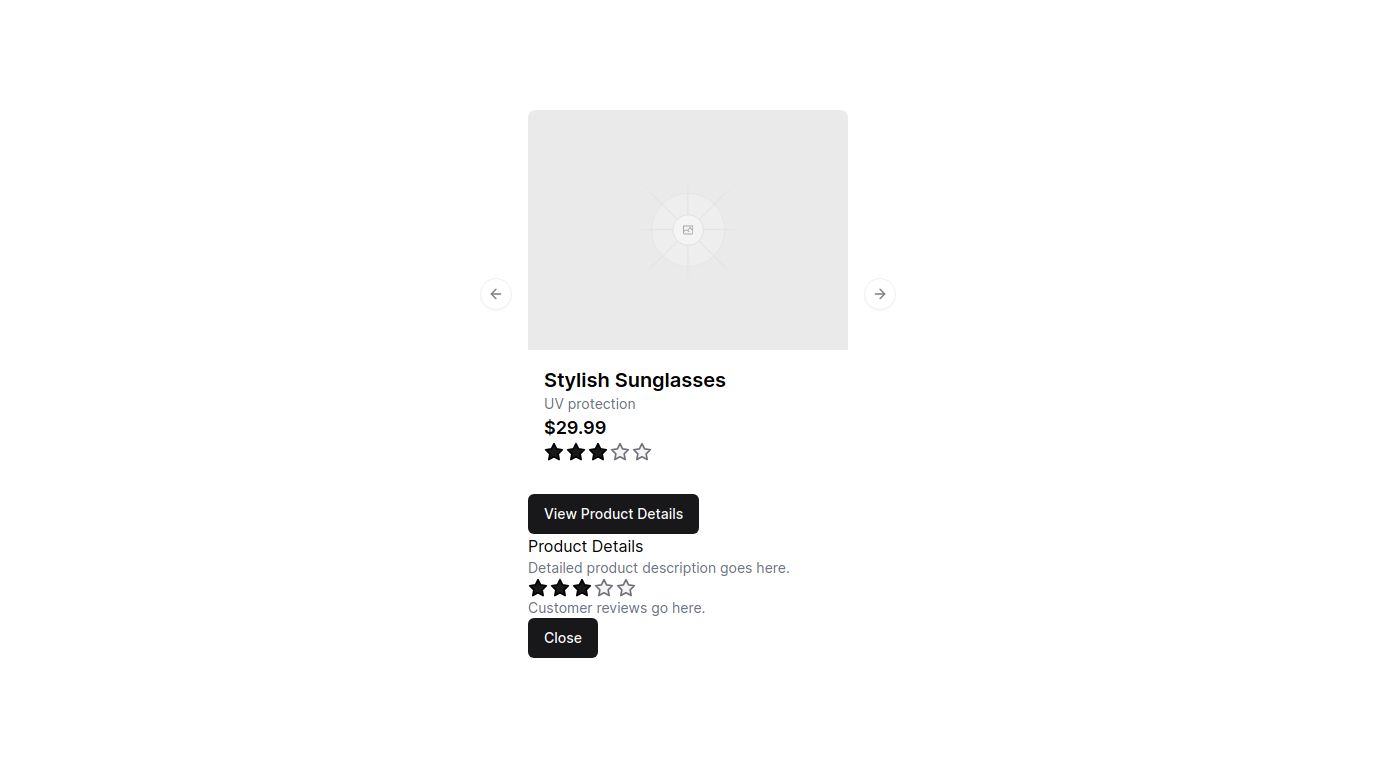 Stylish Sunglasses
UV protection
$29.99
View Product Details
Product Details
Detailed product description goes here.
Customer reviews go here.
Close